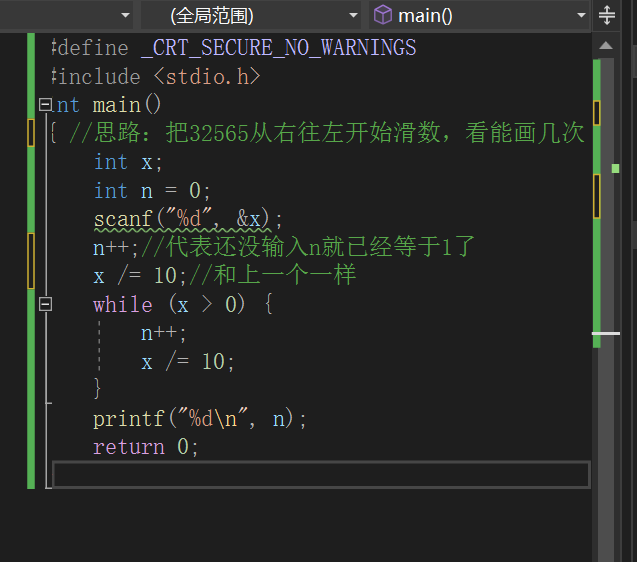 (全局范围) main()
#define _CRT_SECURE_NO_WARNINGS
#include <stdio.h>
int main()
{ //思路：把32565从右往左开始滑数，看能画几次
int x;
int n = 0;
scanf("%d", &x);
n++;//代表还没输入n就已经等于1了
x /= 10;//和上一个一样
while (x > 0) {
n++;
x /= 10;
}
printf("%d\n", n);
return 0;